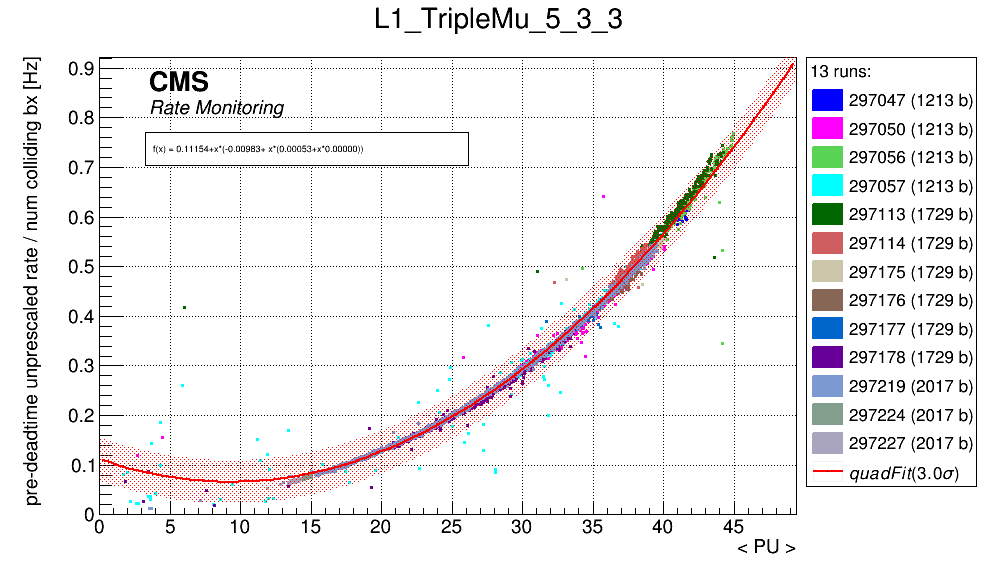 L1_TripleMu_5_3_3
pre-deadtime unprescaled rate / num colliding bx [Hz]
CMS
Rate Monitoring
f(x) = 0.11154+x*(-0.00983+ x*(0.00053+x*0.00000))
0.9
0.8
0.7
0.6
0.5
0.4
0.3
0.2
0.1
0
0 5 10 15 20 25 30 35 40 45
< PU >
13 runs:
297047 (1213 b)
297050 (1213 b)
297056 (1213 b)
297057 (1213 b)
297113 (1729 b)
297114 (1729 b)
297175 (1729 b)
297176 (1729 b)
297177 (1729 b)
297178 (1729 b)
297219 (2017 b)
297224 (2017 b)
297227 (2017 b)
quadFit(3.0σ)